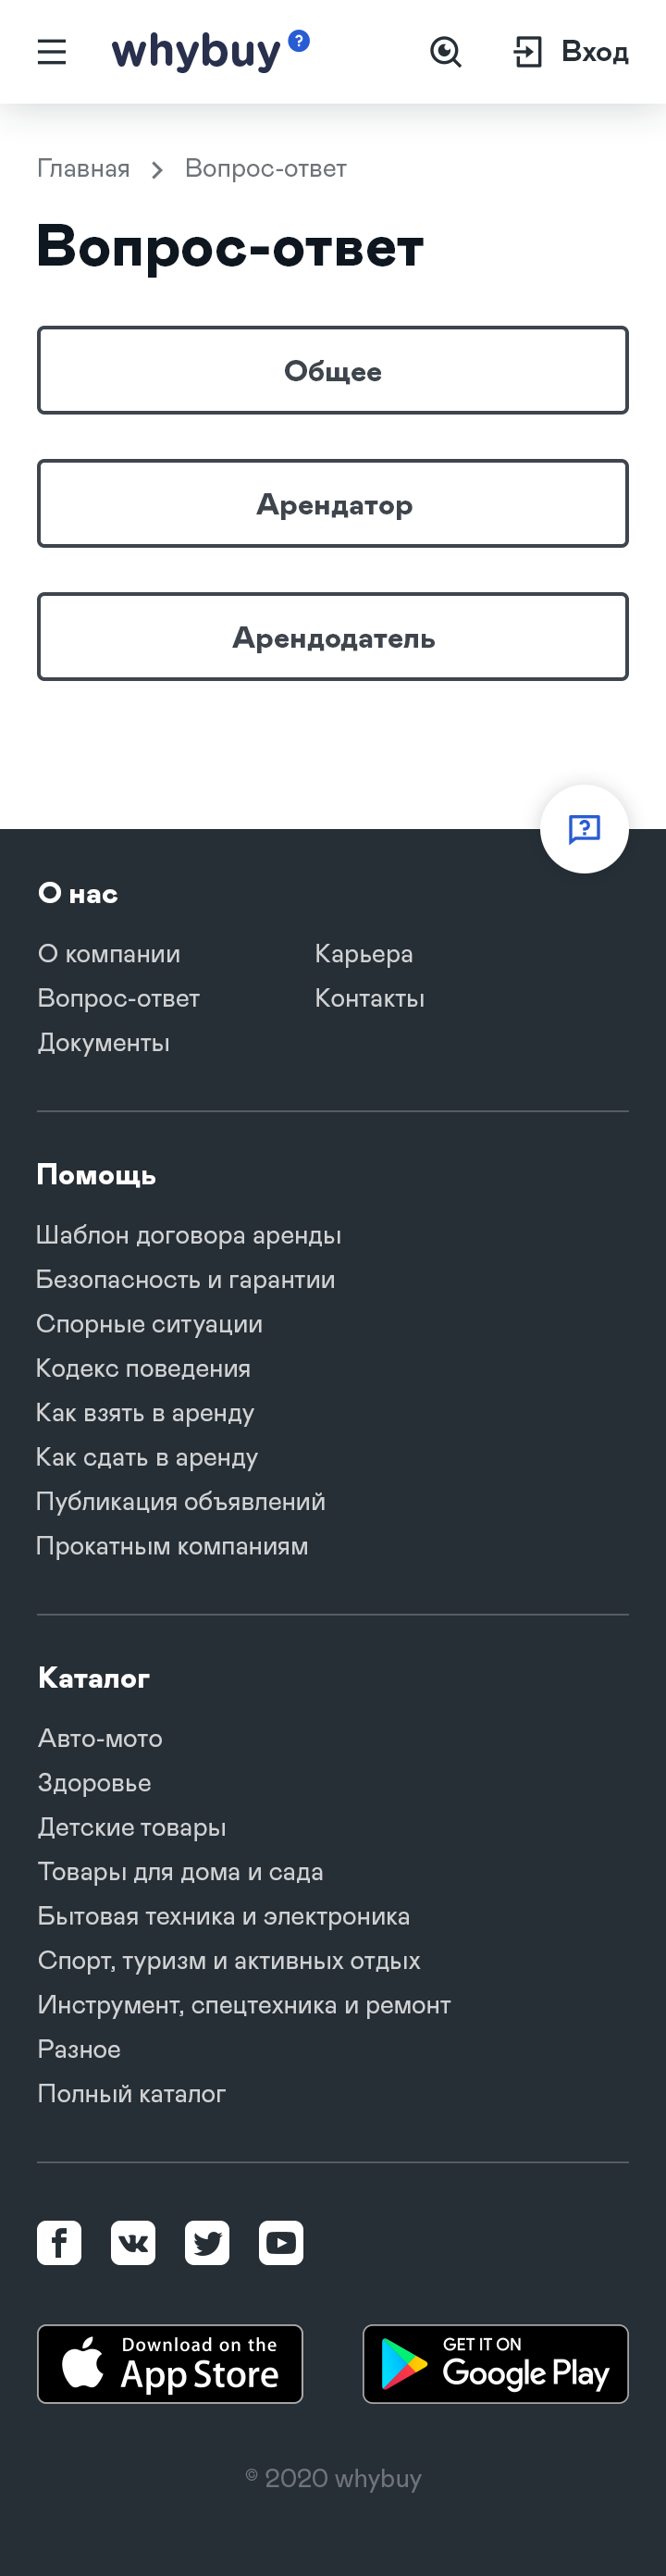 whybuy ?
Вход
Главная > Вопрос-ответ
Вопрос-ответ
Общее
Арендатор
Арендодатель
?
О нас
О компании Карьера
Вопрос-ответ Контакты
Документы
Помощь
Шаблон договора аренды
Безопасность и гарантии
Спорные ситуации
Кодекс поведения
Как взять в аренду
Как сдать в аренду
Публикация объявлений
Прокатным компаниям
Каталог
Авто-мото
Здоровье
Детские товары
Товары для дома и сада
Бытовая техника и электроника
Спорт, туризм и активных отдых
Инструмент, спецтехника и ремонт
Разное
Полный каталог
Download on the
App Store
GET IT ON
Google Play
© 2020 whybuy